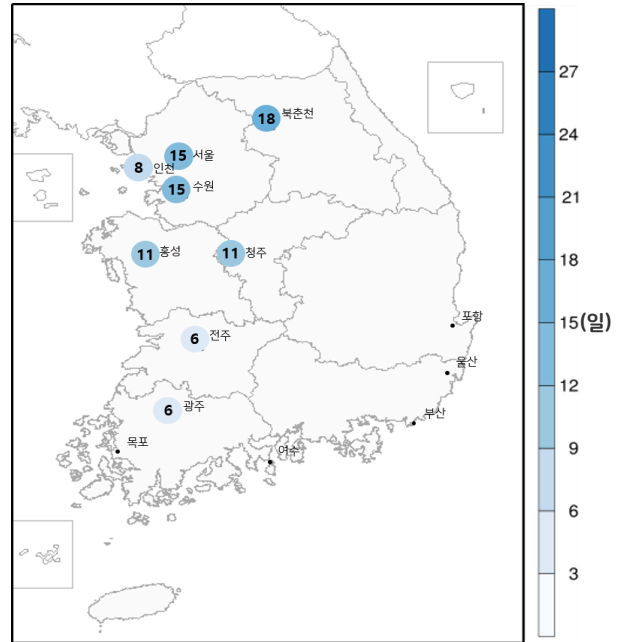 18 북춘천
15 서울
8 인천
15 수원
11 홍성
11 청주
6 전주
6 광주
목포
여수
부산
울산
포항
27
24
21
18
15(일)
12
9
6
3